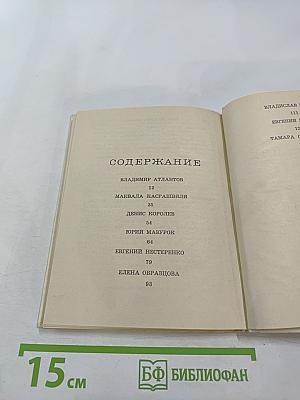 СОДЕРЖАНИЕ
ВЛАДИМИР АТЛАНТОВ
12
МАКВАЛА КАСРАШВИЛИ
35
ДЕНИС КОРОЛЕВ
54
ЮРИЙ МАЗУРОК
64
ЕВГЕНИЙ НЕСТЕРЕНКО
79
ЕЛЕНА ОБРАЗЦОВА
93
ВЛАДИСЛАВ
111
ЕВГЕНИЙ
ТАМАРА
15 см
БФ БИБЛИОФАН